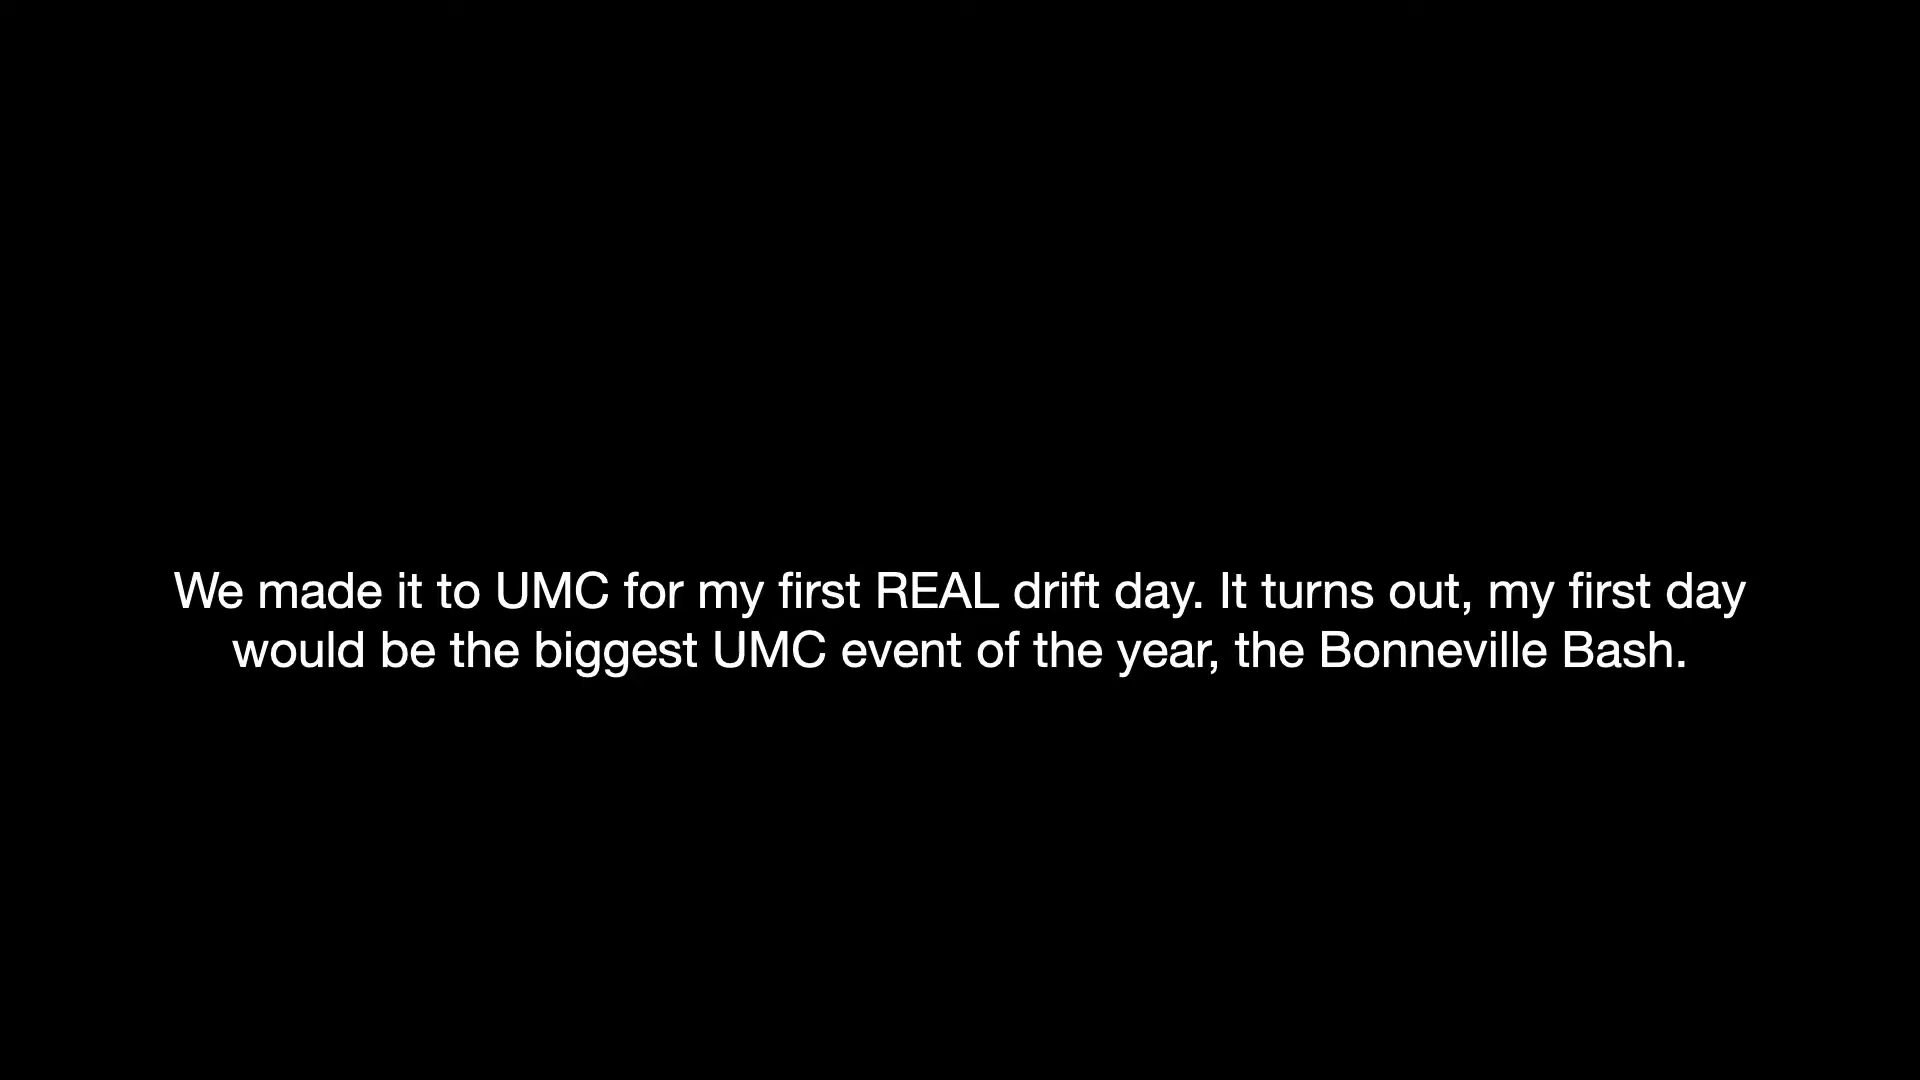 We made it to UMC for my first REAL drift day. It turns out, my first day
would be the biggest UMC event of the year, the Bonneville Bash.